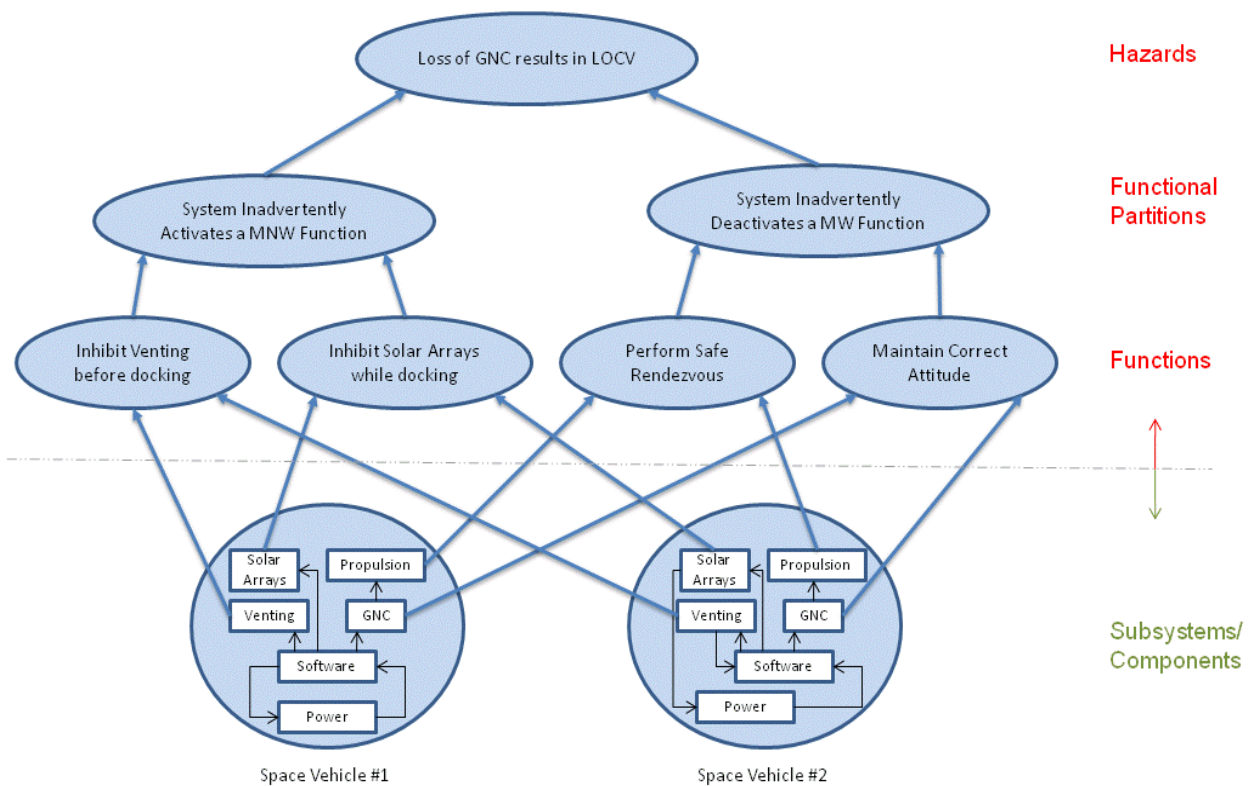 Loss of GNC results in LOCV
Hazards
System Inadvertently
Activates a MNW Function
System Inadvertently
Deactivates a MW Function
Functional
Partitions
Inhibit Venting
before docking
Inhibit Solar Arrays
while docking
Perform Safe
Rendezvous
Maintain Correct
Attitude
Functions
Solar
Arrays
Propulsion
Venting
GNC
Software
Power
Solar
Arrays
Propulsion
Venting
GNC
Software
Power
Subsystems/
Components
Space Vehicle #1
Space Vehicle #2